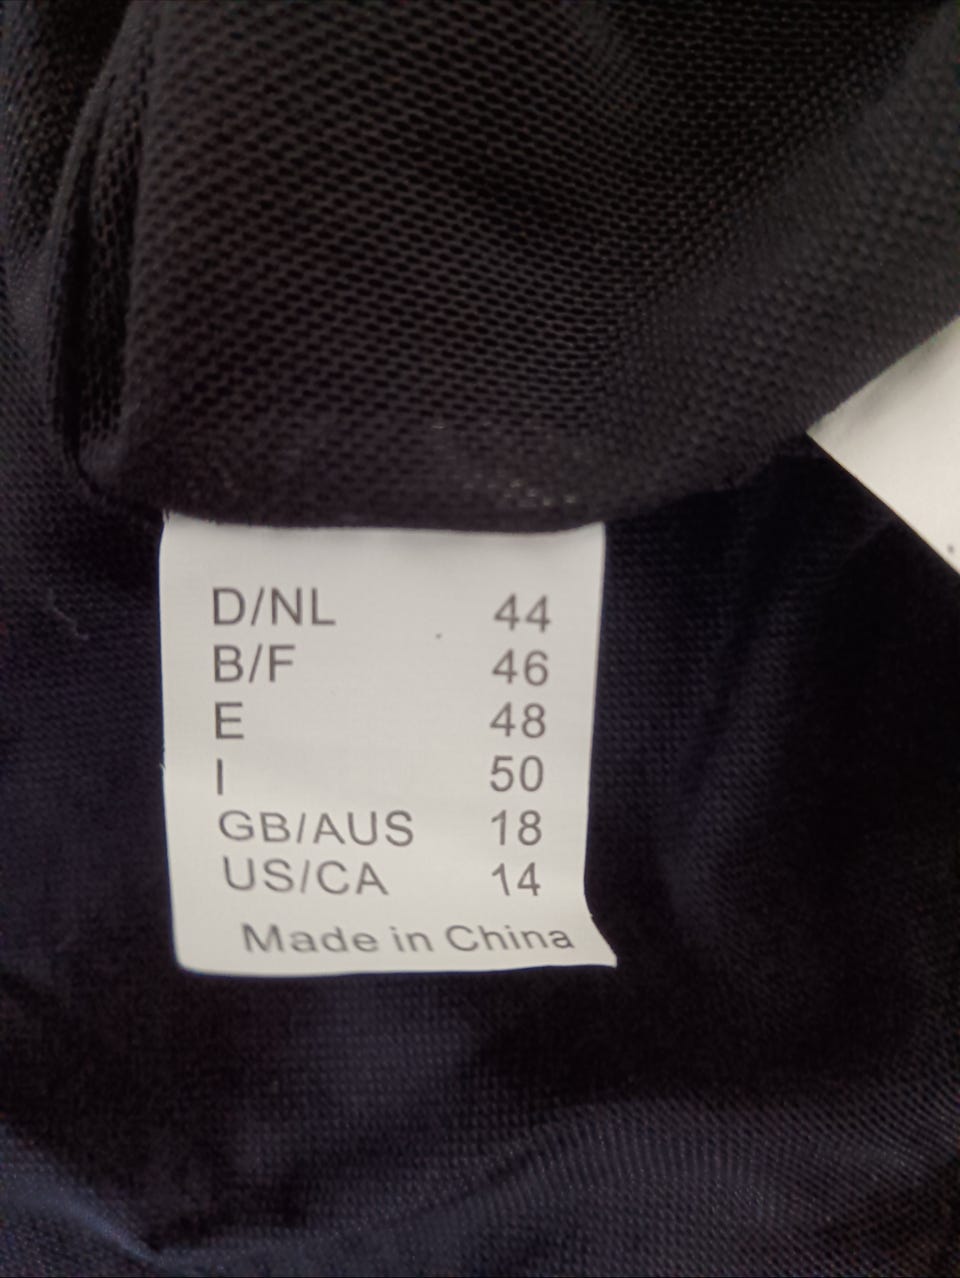 D/NL 44
B/F 46
E 48
I 50
GB/AUS 18
US/CA 14
Made in China